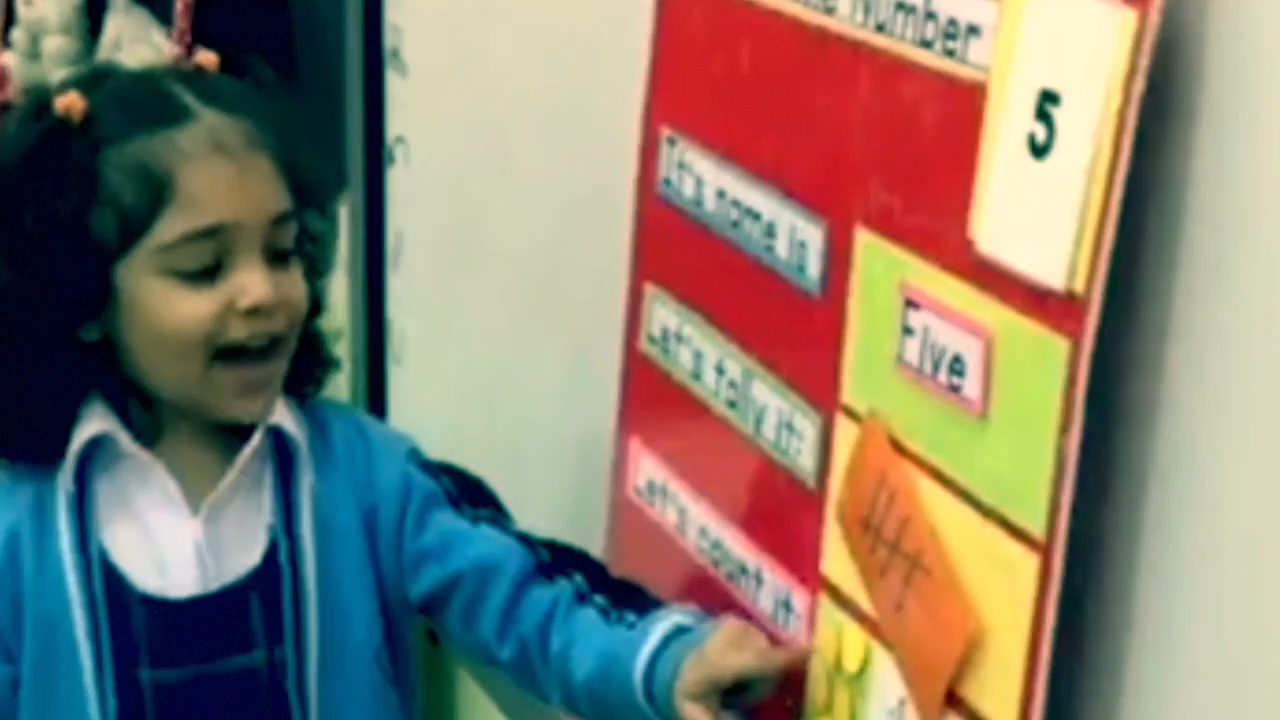 Number
5
It's name is
Five
Let's tally it:
Let's count it: